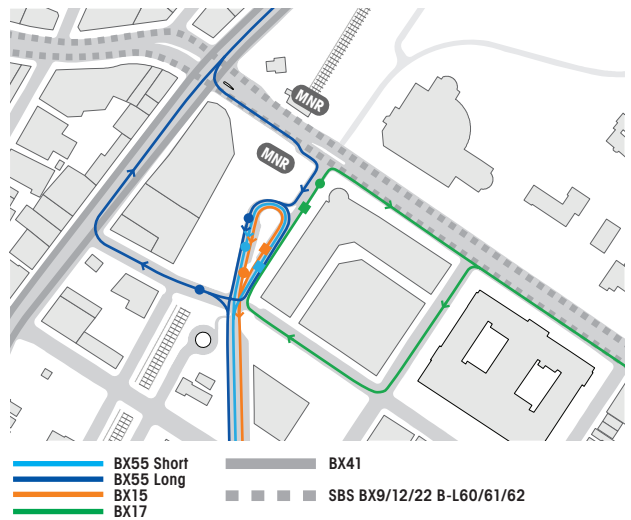 MNR
MNR
BX55 Short
BX55 Long
BX15
BX17
BX41
SBS BX9/12/22 B-L60/61/62